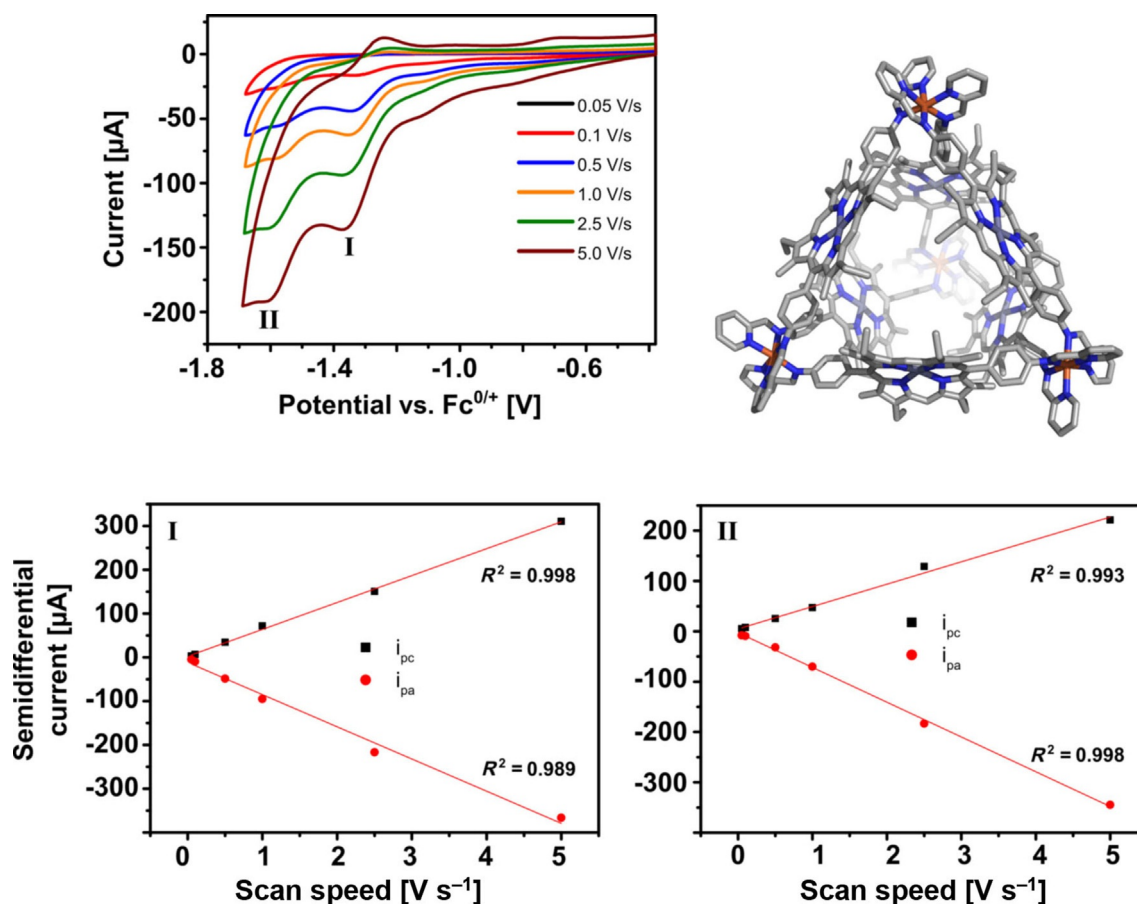 0
-50
-100
-150
-200
Current [µA]
-1.8
-1.4
-1.0
-0.6
Potential vs. Fc0/+ [V]
0.05 V/s
0.1 V/s
0.5 V/s
1.0 V/s
2.5 V/s
5.0 V/s
I
II
Semidifferential
current [µA]
300
200
100
0
-100
-200
-300
I
R2 = 0.998
ipc
ipa
R2 = 0.989
0
1
2
3
4
5
Scan speed [V s–1]
200
100
0
-100
-200
-300
II
R2 = 0.993
ipc
ipa
R2 = 0.998
0
1
2
3
4
5
Scan speed [V s–1]